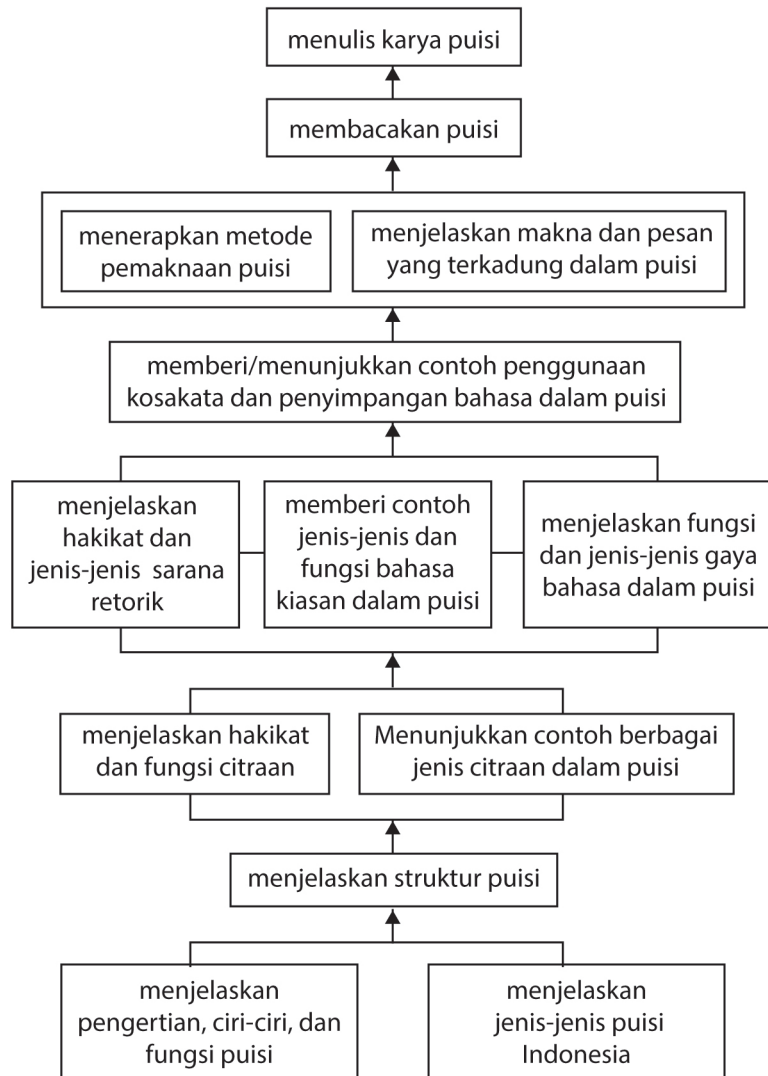 menulis karya puisi
membacakan puisi
menerapkan metode
pemaknaan puisi
menjelaskan makna dan pesan
yang terkadung dalam puisi
memberi/menunjukkan contoh penggunaan
kosakata dan penyimpangan bahasa dalam puisi
menjelaskan
hakikat dan
jenis-jenis sarana
retorik
memberi contoh
jenis-jenis dan
fungsi bahasa
kiasan dalam puisi
menjelaskan fungsi
dan jenis-jenis gaya
bahasa dalam puisi
menjelaskan hakikat
dan fungsi citraan
Menunjukkan contoh berbagai
jenis citraan dalam puisi
menjelaskan struktur puisi
menjelaskan
pengertian, ciri-ciri, dan
fungsi puisi
menjelaskan
jenis-jenis puisi
Indonesia